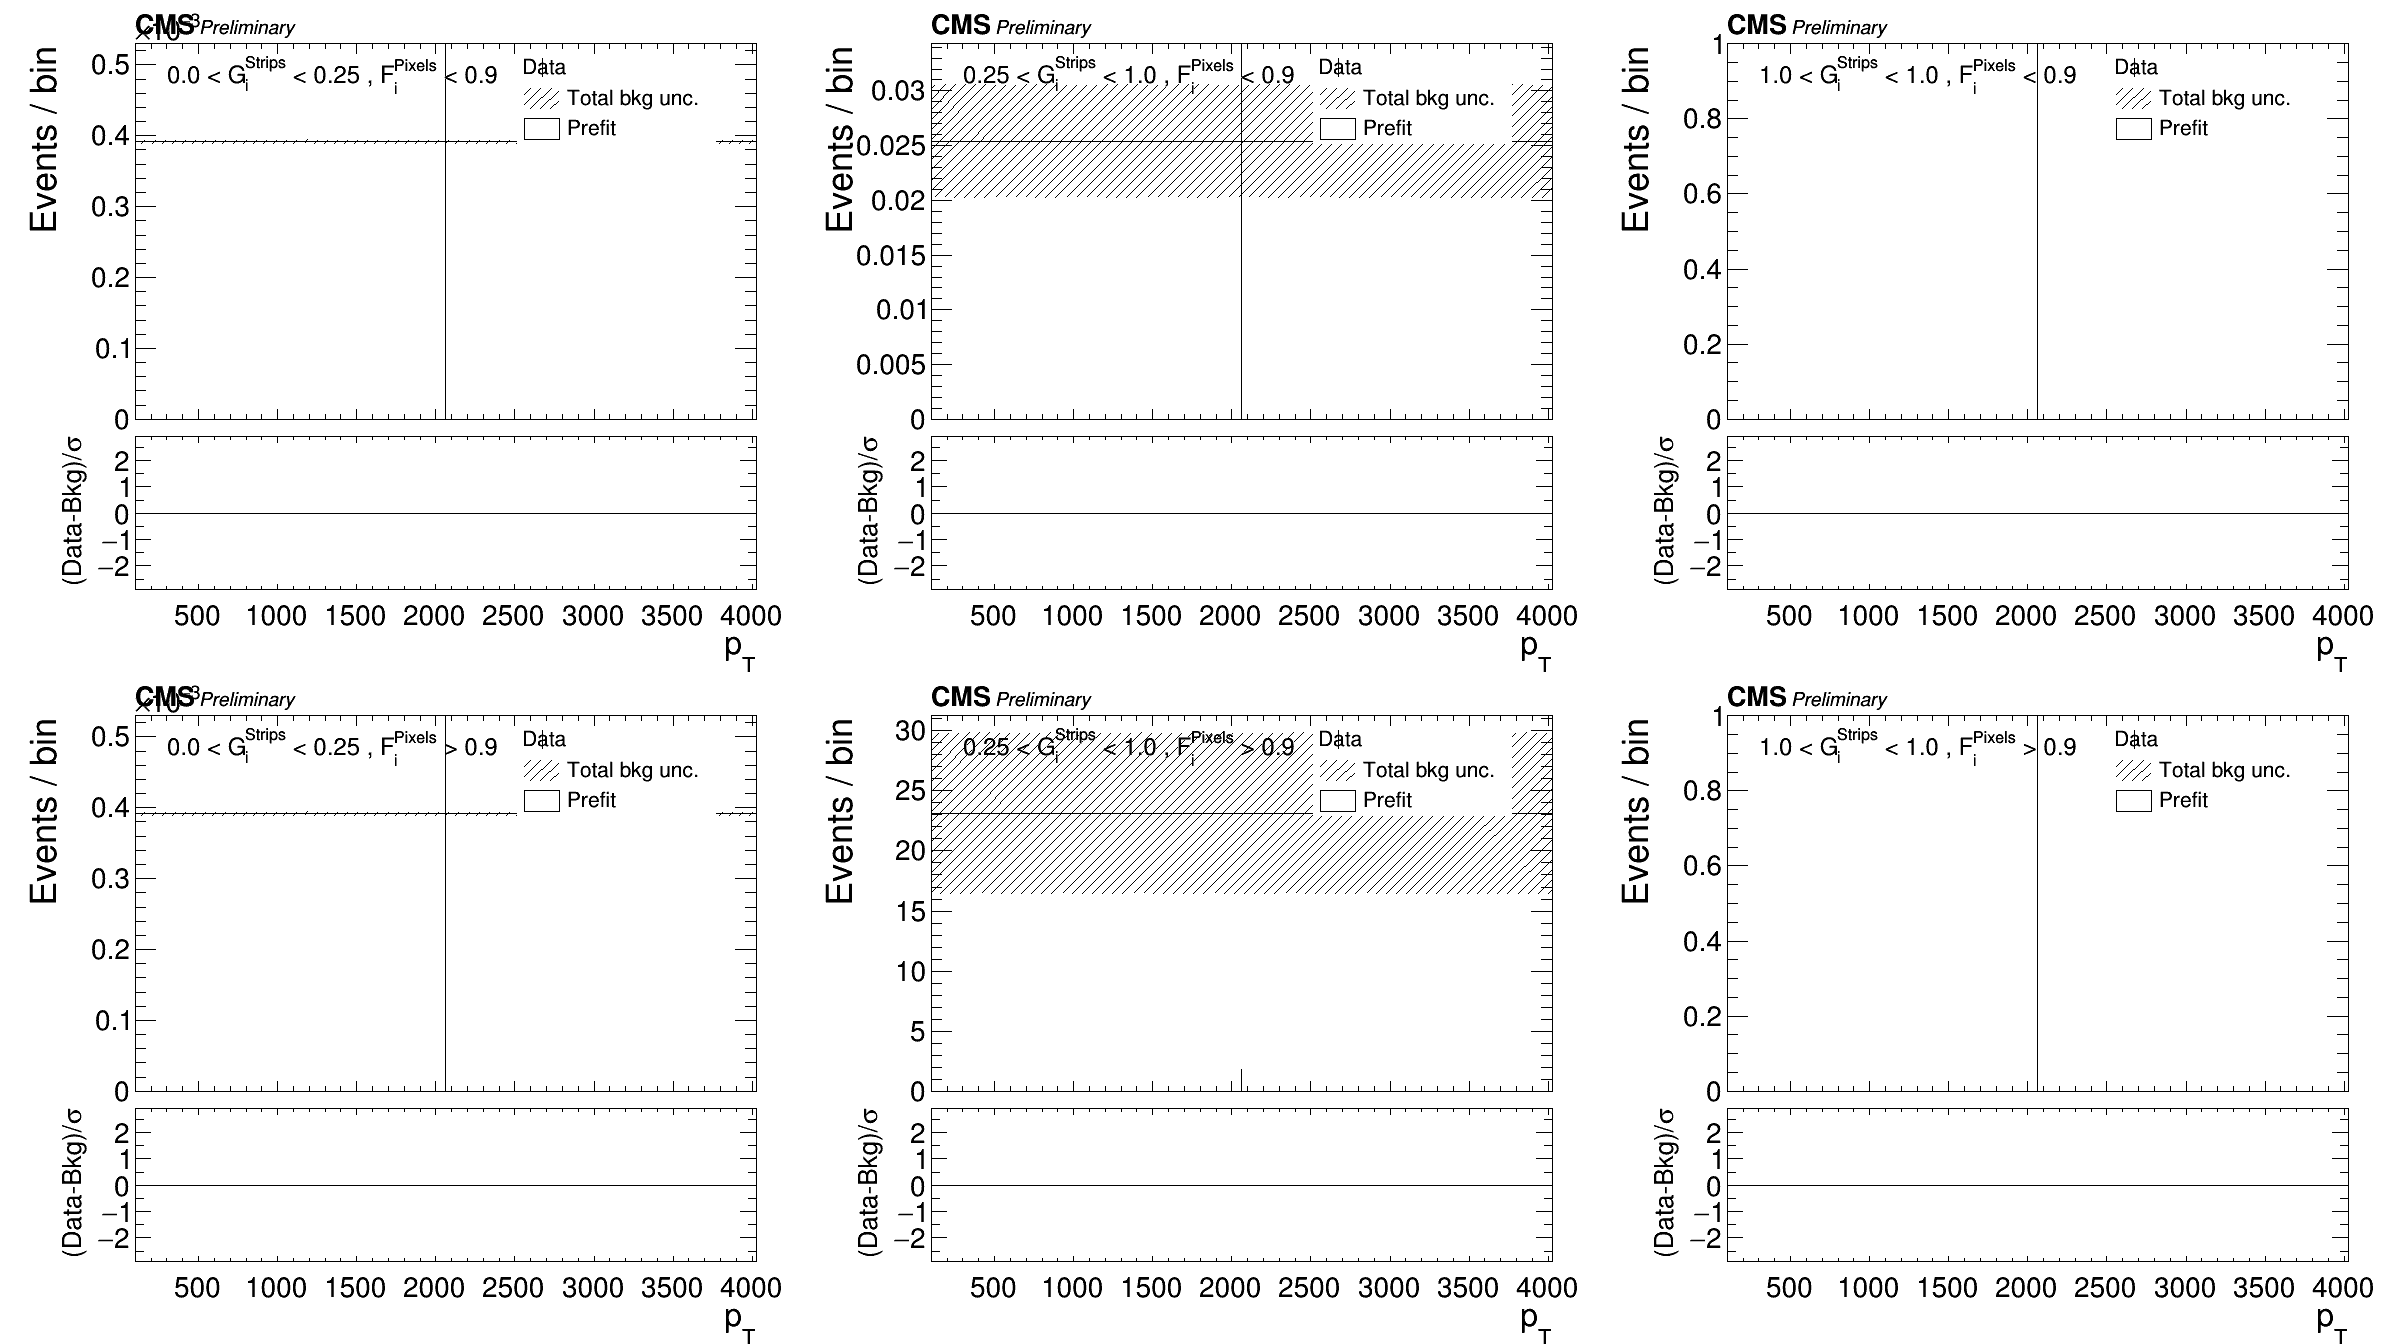 CMS Preliminary
×10⁻³
Events / bin
0.0 < G_i^Strips < 0.25 , F_i^Pixels < 0.9
Data
Total bkg unc.
Prefit
0.5
0.4
0.3
0.2
0.1
0
(Data-Bkg)/σ
2
1
0
−1
−2
500 1000 1500 2000 2500 3000 3500 4000
p_T
CMS Preliminary
Events / bin
0.25 < G_i^Strips < 1.0 , F_i^Pixels < 0.9
Data
Total bkg unc.
Prefit
0.03
0.025
0.02
0.015
0.01
0.005
0
(Data-Bkg)/σ
2
1
0
−1
−2
500 1000 1500 2000 2500 3000 3500 4000
p_T
CMS Preliminary
Events / bin
1.0 < G_i^Strips < 1.0 , F_i^Pixels < 0.9
Data
Total bkg unc.
Prefit
1
0.8
0.6
0.4
0.2
0
(Data-Bkg)/σ
2
1
0
−1
−2
500 1000 1500 2000 2500 3000 3500 4000
p_T
CMS Preliminary
×10⁻³
Events / bin
0.0 < G_i^Strips < 0.25 , F_i^Pixels > 0.9
Data
Total bkg unc.
Prefit
0.5
0.4
0.3
0.2
0.1
0
(Data-Bkg)/σ
2
1
0
−1
−2
500 1000 1500 2000 2500 3000 3500 4000
p_T
CMS Preliminary
Events / bin
0.25 < G_i^Strips < 1.0 , F_i^Pixels > 0.9
Data
Total bkg unc.
Prefit
30
25
20
15
10
5
0
(Data-Bkg)/σ
2
1
0
−1
−2
500 1000 1500 2000 2500 3000 3500 4000
p_T
CMS Preliminary
Events / bin
1.0 < G_i^Strips < 1.0 , F_i^Pixels > 0.9
Data
Total bkg unc.
Prefit
1
0.8
0.6
0.4
0.2
0
(Data-Bkg)/σ
2
1
0
−1
−2
500 1000 1500 2000 2500 3000 3500 4000
p_T